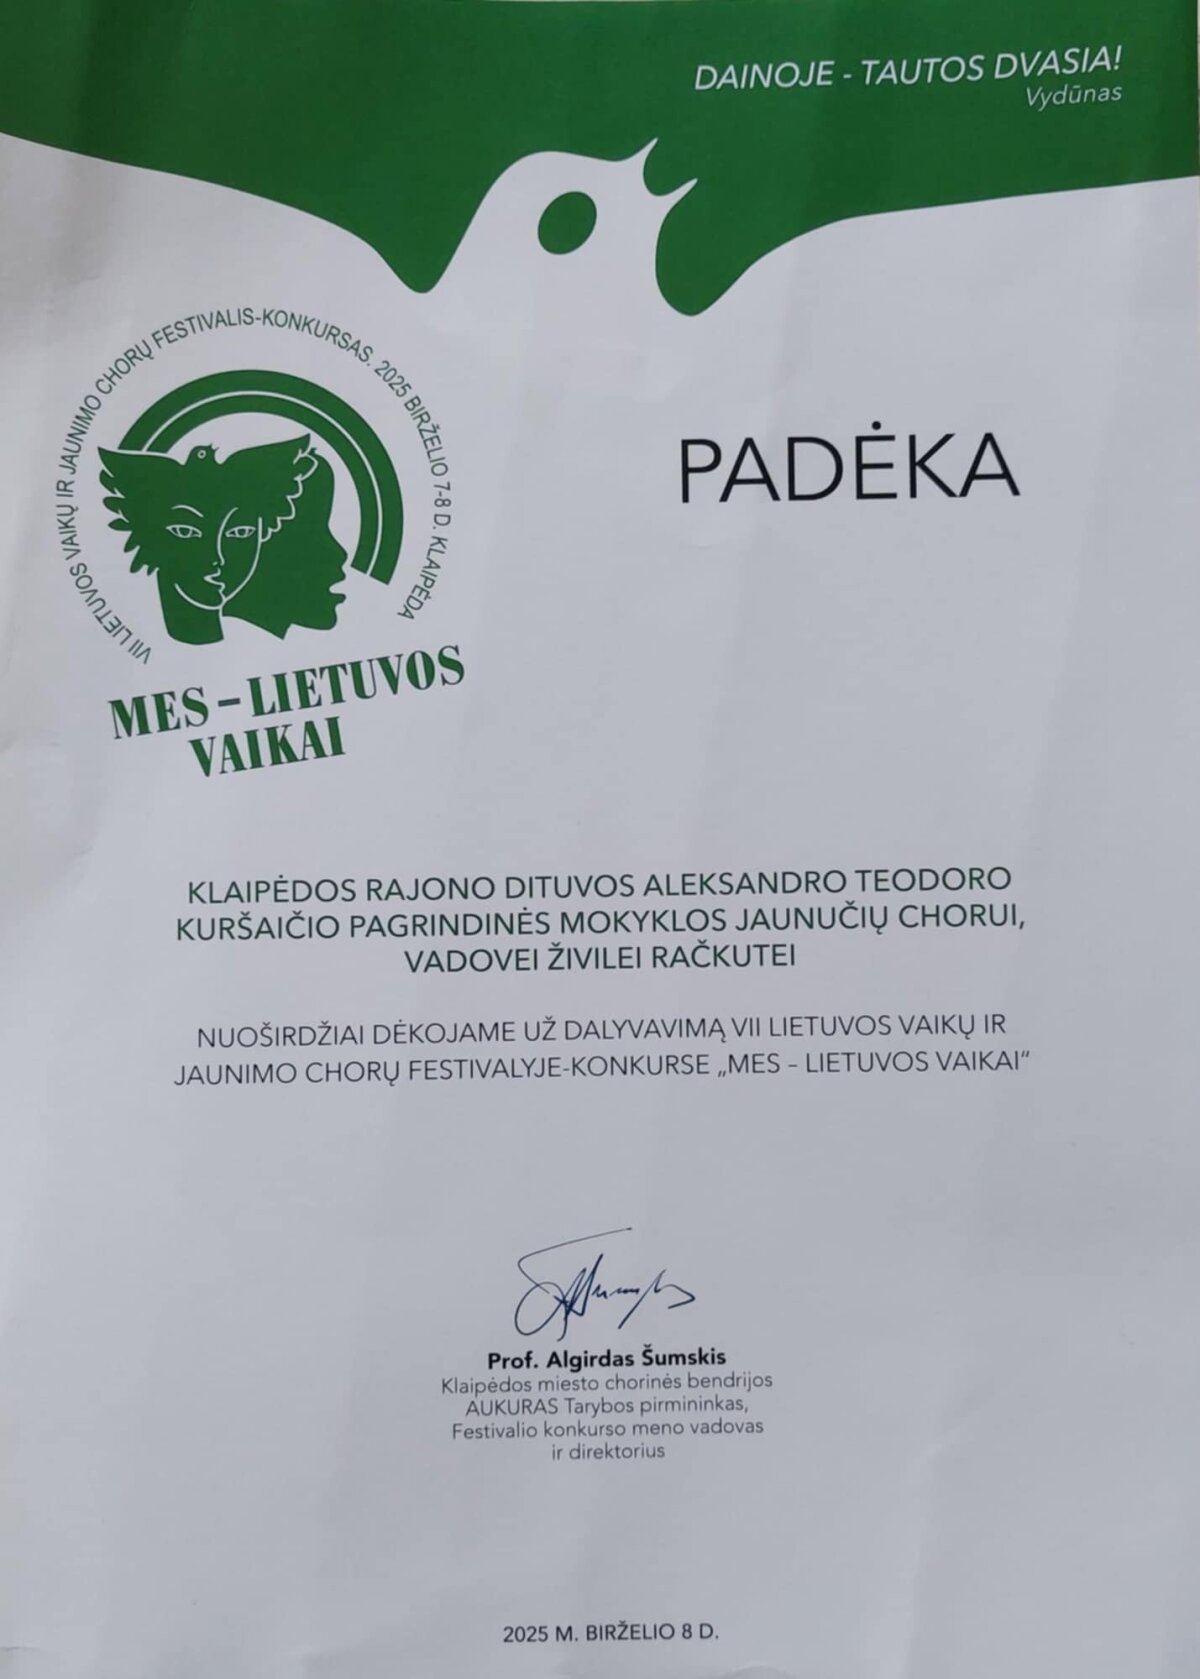 DAINOJE - TAUTOS DVASIA!
Vydūnas
VII LIETUVOS VAIKŲ IR JAUNIMO CHORŲ FESTIVALIS-KONKURSAS. 2025 BIRŽELIO 7-8 D. KLAIPĖDA
MES – LIETUVOS
VAIKAI
PADĖKA
KLAIPĖDOS RAJONO DITUVOS ALEKSANDRO TEODORO
KURŠAIČIO PAGRINDINĖS MOKYKLOS JAUNUČIŲ CHORUI,
VADOVEI ŽIVILEI RAČKUTEI
NUOŠIRDŽIAI DĖKOJAME UŽ DALYVAVIMĄ VII LIETUVOS VAIKŲ IR
JAUNIMO CHORŲ FESTIVALYJE-KONKURSE „MES – LIETUVOS VAIKAI“
Prof. Algirdas Šumskis
Klaipėdos miesto chorinės bendrijos
AUKURAS Tarybos pirmininkas,
Festivalio konkurso meno vadovas
ir direktorius
2025 M. BIRŽELIO 8 D.